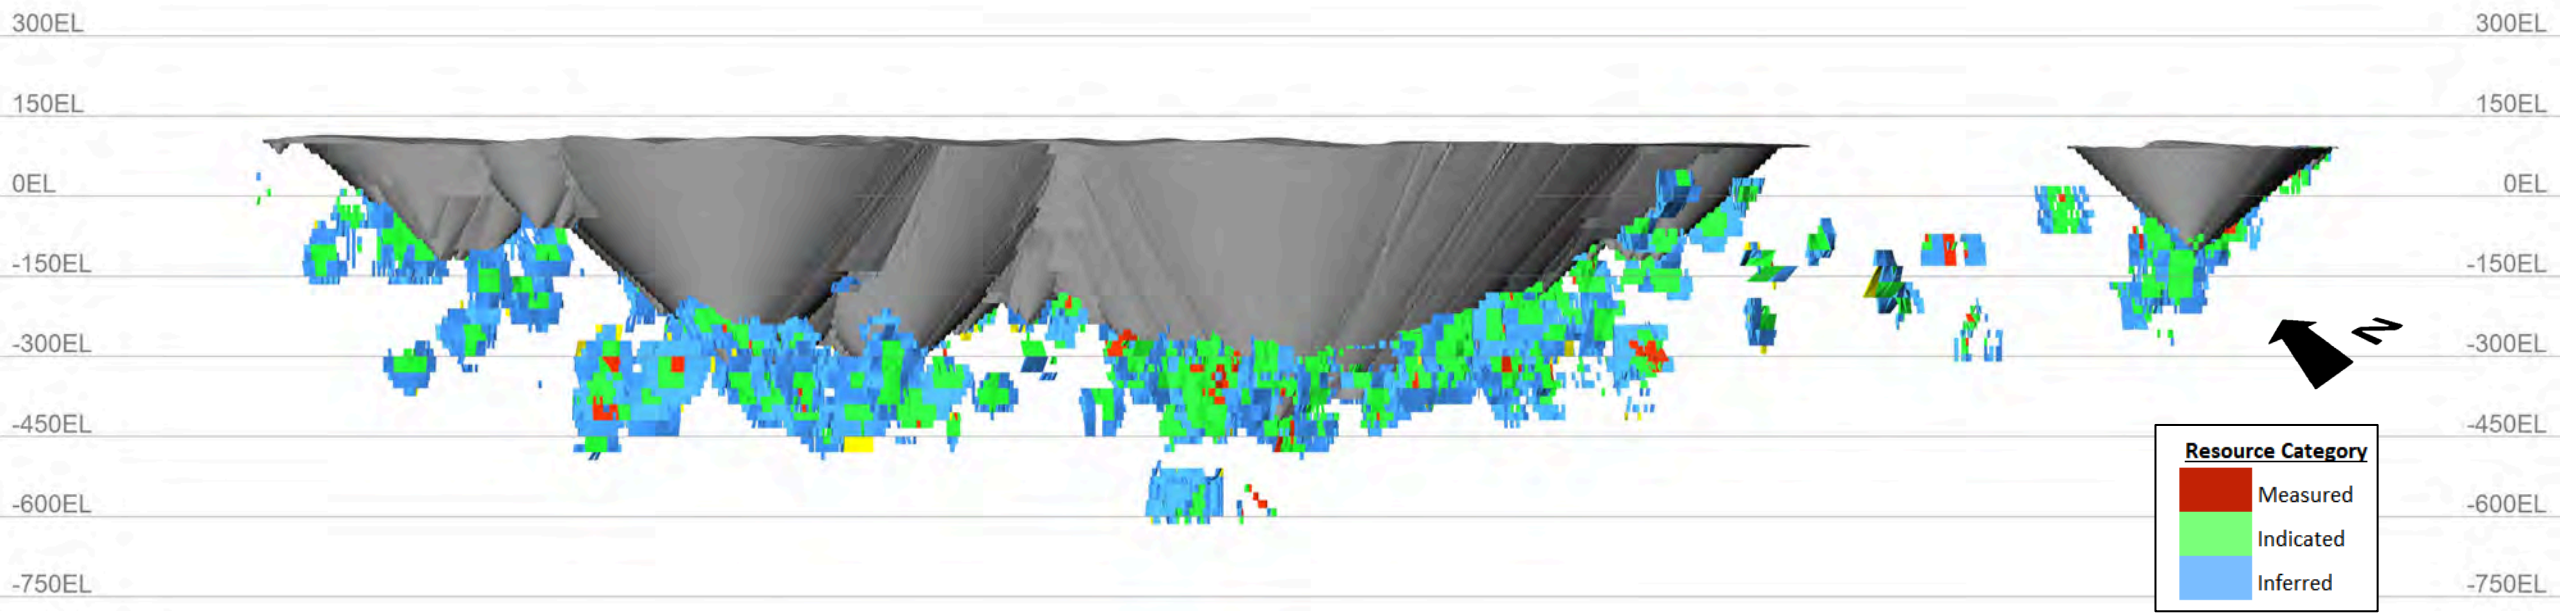 300EL 300EL
150EL 150EL
0EL 0EL
-150EL -150EL
-300EL -300EL
N
-450EL -450EL
Resource Category
Measured
-600EL -600EL
Indicated
Inferred
-750EL -750EL